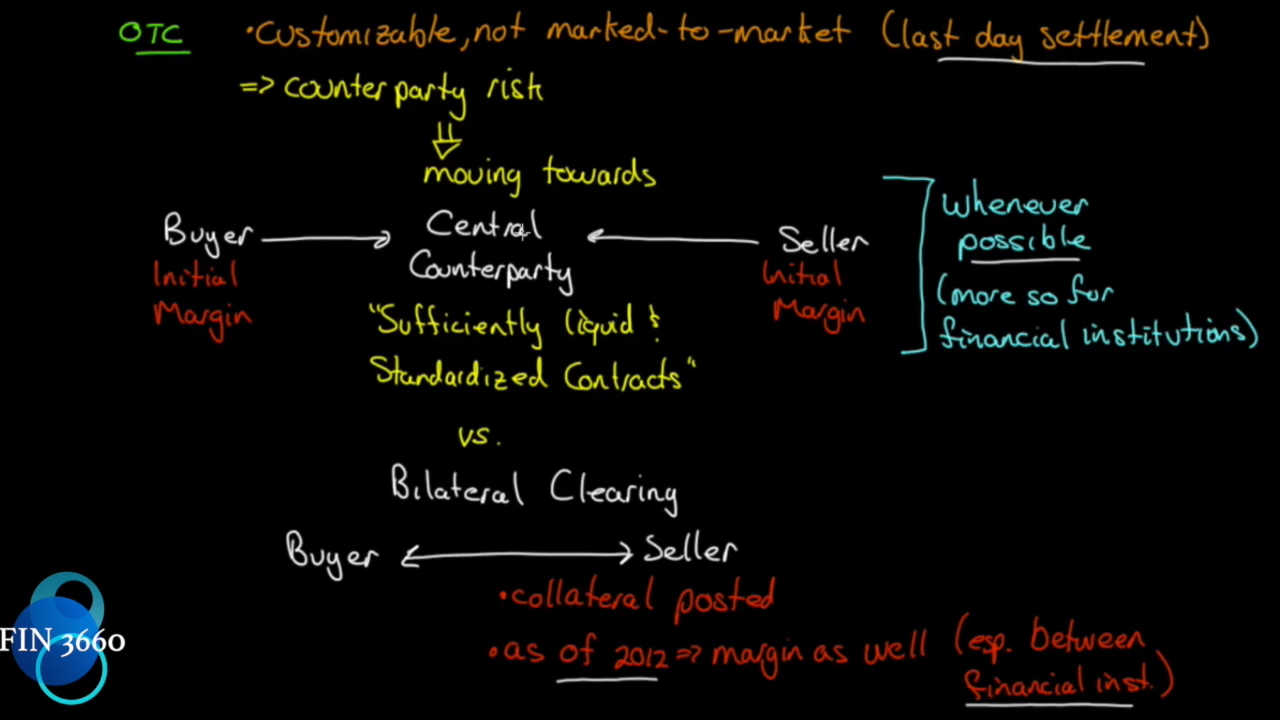 OTC • Customizable, not marked-to-market (last day settlement)
=> counterparty risk
moving towards
Buyer Central Seller
Counterparty
Initial Margin
Initial Margin
"Sufficiently liquid &
Standardized Contracts"
whenever
possible
(more so for
financial institutions)
vs.
Bilateral Clearing
Buyer Seller
• collateral posted
• as of 2012 => margin as well (esp. between
financial inst.)
FIN 3660